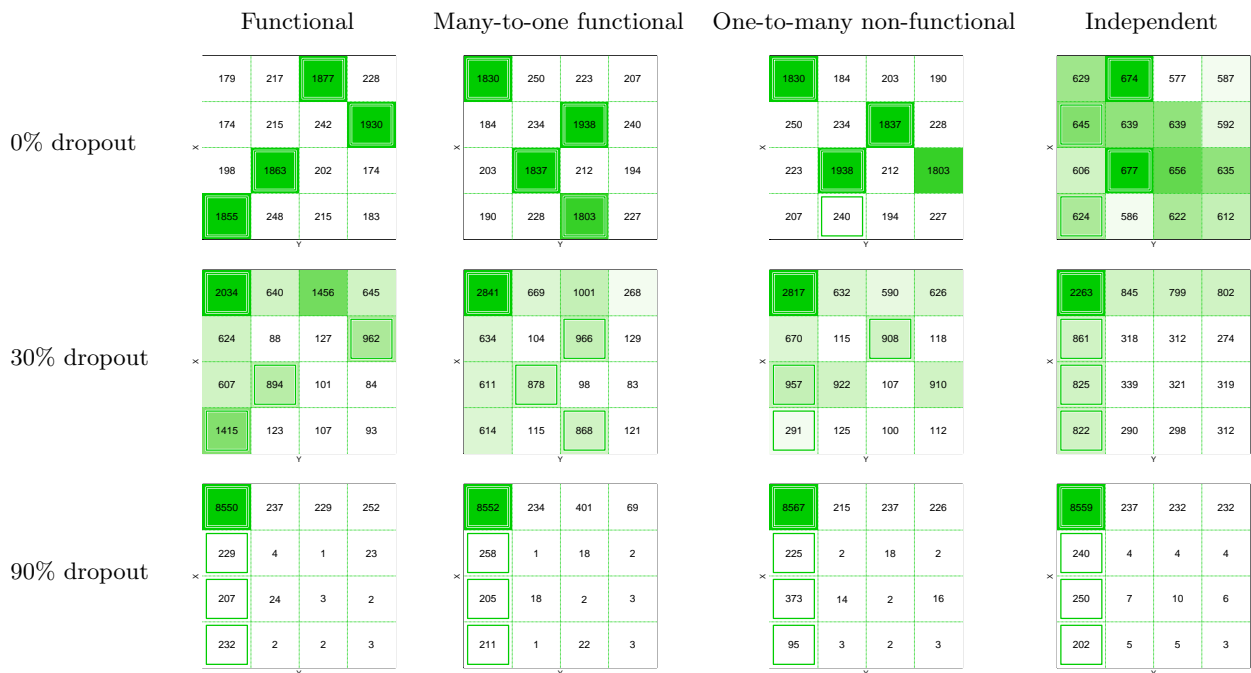 Functional Many-to-one functional One-to-many non-functional Independent
179 217 1877 228 1830 250 223 207 1830 184 203 190 629 674 577 587
174 215 242 1930 184 234 1938 240 250 234 1837 228 645 639 639 592
0% dropout
X X X X
198 1863 202 174 203 1837 212 194 223 1938 212 1803 606 677 656 635
1855 248 215 183 190 228 1803 227 207 240 194 227 624 586 622 612
Y Y Y Y
2034 640 1456 645 2841 669 1001 268 2817 632 590 626 2263 845 799 802
624 88 127 962 634 104 966 129 670 115 908 118 861 318 312 274
30% dropout
X X X X
607 894 101 84 611 878 98 83 957 922 107 910 825 339 321 319
1415 123 107 93 614 115 868 121 291 125 100 112 822 290 298 312
Y Y Y Y
8550 237 229 252 8552 234 401 69 8567 215 237 226 8559 237 232 232
229 4 1 23 258 1 18 2 225 2 18 2 240 4 4 4
90% dropout
X X X X
207 24 3 2 205 18 2 3 373 14 2 16 250 7 10 6
232 2 2 3 211 1 22 3 95 3 2 3 202 5 5 3
Y Y Y Y